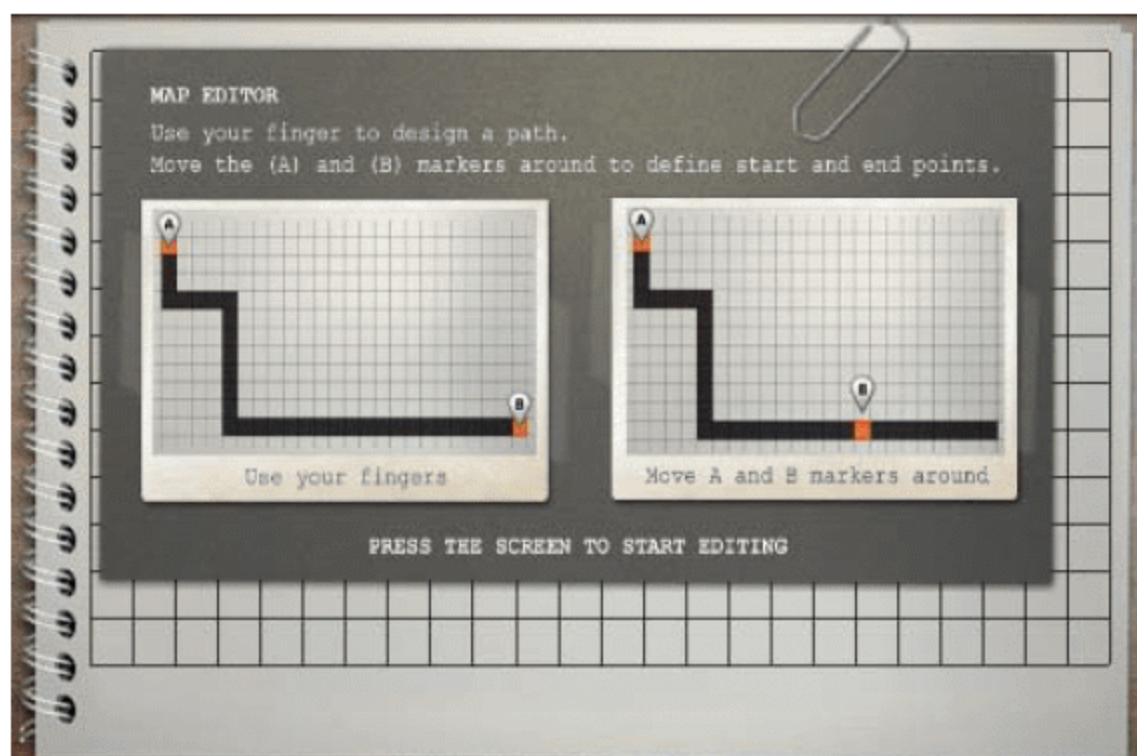 MAP EDITOR
Use your finger to design a path.
Move the (A) and (B) markers around to define start and end points.
A
B
Use your fingers
A
B
Move A and B markers around
PRESS THE SCREEN TO START EDITING